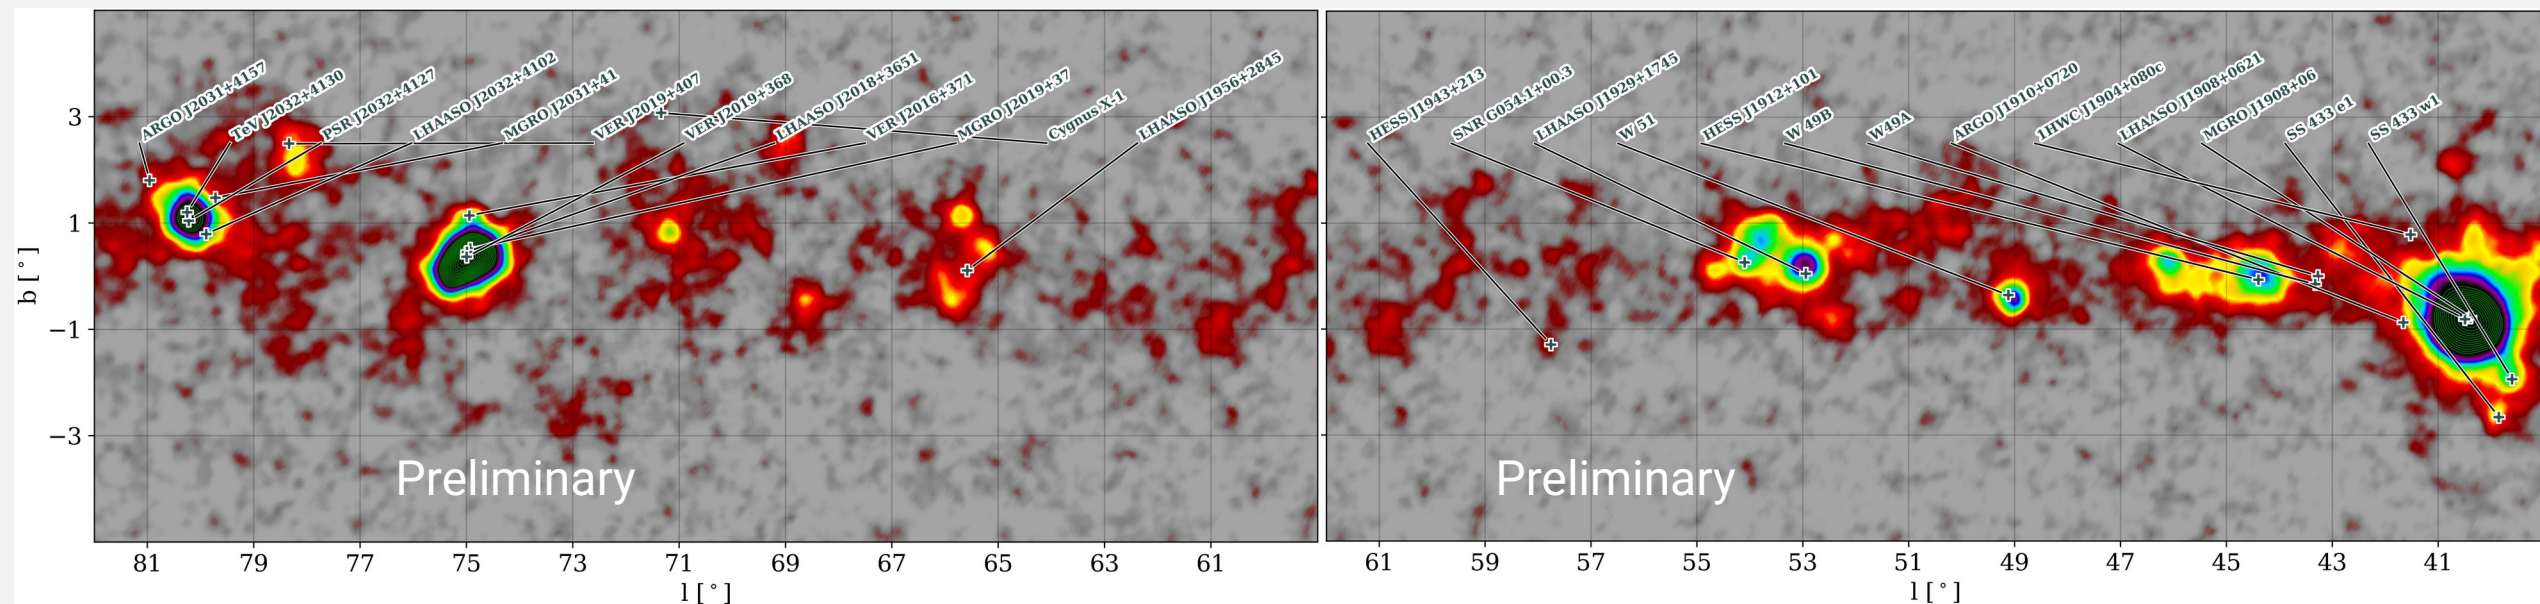 ARGO J2031+4157
TeV J2032+4130
PSR J2032+4127
LHAASO J2032+4102
MGRO J2031+41
VER J2019+407
VER J2019+368
LHAASO J2018+3651
VER J2016+371
MGRO J2019+37
Cygnus X-1
LHAASO J1956+2845
3
1
−1
−3
b [°]
Preliminary
81 79 77 75 73 71 69 67 65 63 61
l [°]
HESS J1943+213
SNR G054.1+00.3
LHAASO J1929+1745
W 51
HESS J1912+101
W 49B
W49A
ARGO J1910+0720
1HWC J1904+080c
LHAASO J1908+0621
MGRO J1908+06
SS 433 e1
SS 433 w1
Preliminary
61 59 57 55 53 51 49 47 45 43 41
l [°]